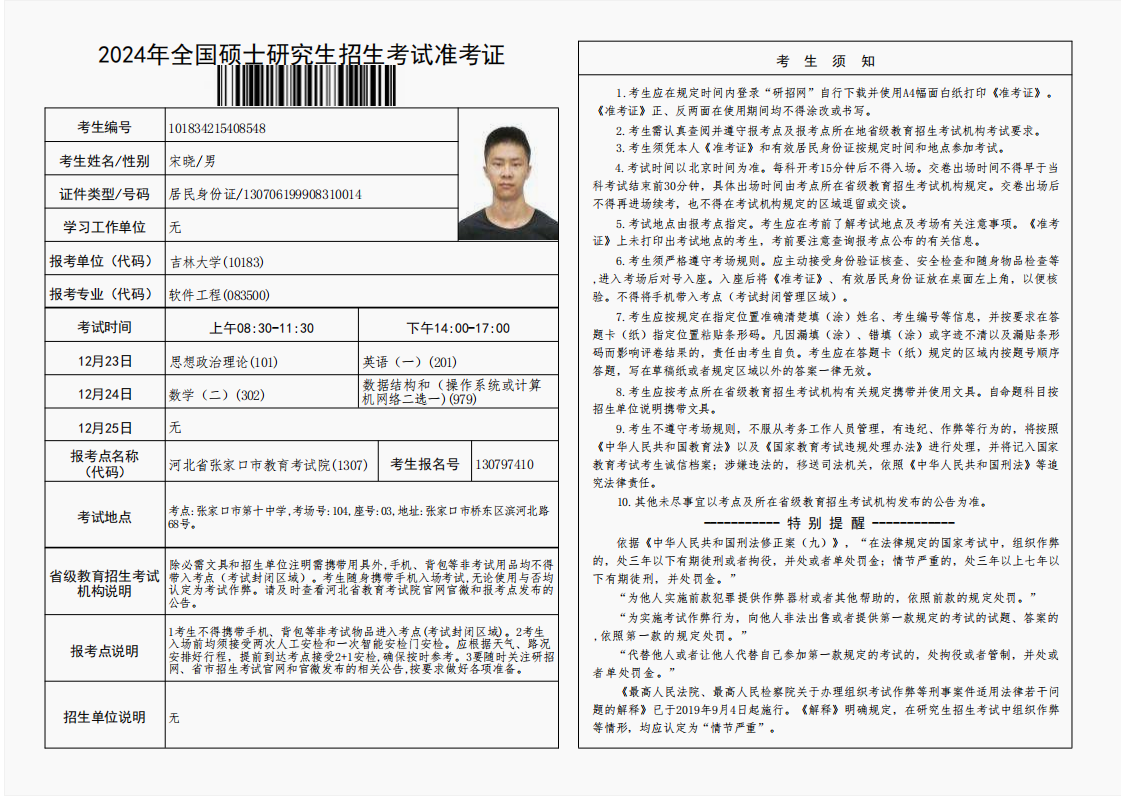 2024年全国硕士研究生招生考试准考证
考生编号 101834215408548
考生姓名/性别 宋晓/男
证件类型/号码 居民身份证/130706199908310014
学习工作单位 无
报考单位（代码） 吉林大学(10183)
报考专业（代码） 软件工程(083500)
考试时间 上午08:30-11:30 下午14:00-17:00
12月23日 思想政治理论(101) 英语（一）(201)
12月24日 数学（二）(302) 数据结构和（操作系统或计算
机网络二选一)(979)
12月25日 无
报考点名称
（代码） 河北省张家口市教育考试院(1307) 考生报名号 130797410
考试地点 考点:张家口市第十中学,考场号:104,座号:03,地址:张家口市桥东区滨河北路
68号。
省级教育招生考试
机构说明
除必需文具和招生单位注明需携带用具外,手机、背包等非考试用品均不得
带入考点（考试封闭区域）。考生随身携带手机入场考试,无论使用与否均
认定为考试作弊。请及时查看河北省教育考试院官网官微和报考点发布的
公告。
报考点说明
1考生不得携带手机、背包等非考试物品进入考点(考试封闭区域)。2考生
入场前均须接受两次人工安检和一次智能安检门安检。应根据天气、路况
安排好行程，提前到达考点接受2+1安检,确保按时参考。3要随时关注研招
网、省市招生考试官网和官微发布的相关公告,按要求做好各项准备。
招生单位说明 无
考 生 须 知
1.考生应在规定时间内登录“研招网”自行下载并使用A4幅面白纸打印《准考证》。
《准考证》正、反两面在使用期间均不得涂改或书写。
2.考生需认真查阅并遵守报考点及报考点所在地省级教育招生考试机构考试要求。
3.考生须凭本人《准考证》和有效居民身份证按规定时间和地点参加考试。
4.考试时间以北京时间为准。每科开考15分钟后不得入场。交卷出场时间不得早于当
科考试结束前30分钟，具体出场时间由考点所在省级教育招生考试机构规定。交卷出场后
不得再进场续考，也不得在考试机构规定的区域逗留或交谈。
5.考试地点由报考点指定。考生应在考前了解考试地点及考场有关注意事项。《准考
证》上未打印出考试地点的考生，考前要注意查询报考点公布的有关信息。
6.考生须严格遵守考场规则。应主动接受身份验证核查、安全检查和随身物品检查等
,进入考场后对号入座。入座后将《准考证》、有效居民身份证放在桌面左上角，以便核
验。不得将手机带入考点（考试封闭管理区域）。
7.考生应按规定在指定位置准确清楚填（涂）姓名、考生编号等信息，并按要求在答
题卡（纸）指定位置粘贴条形码。凡因漏填（涂）、错填（涂）或字迹不清以及漏贴条形
码而影响评卷结果的，责任由考生自负。考生应在答题卡（纸）规定的区域内按题号顺序
答题，写在草稿纸或者规定区域以外的答案一律无效。
8.考生应按考点所在省级教育招生考试机构有关规定携带并使用文具。自命题科目按
招生单位说明携带文具。
9.考生不遵守考场规则，不服从考务工作人员管理，有违纪、作弊等行为的，将按照
《中华人民共和国教育法》以及《国家教育考试违规处理办法》进行处理，并将记入国家
教育考试考生诚信档案；涉嫌违法的，移送司法机关，依照《中华人民共和国刑法》等追
究法律责任。
10.其他未尽事宜以考点及所在省级教育招生考试机构发布的公告为准。
----------- 特 别 提 醒 ------------
依据《中华人民共和国刑法修正案（九）》，“在法律规定的国家考试中，组织作弊
的，处三年以下有期徒刑或者拘役，并处或者单处罚金；情节严重的，处三年以上七年以
下有期徒刑，并处罚金。”
“为他人实施前款犯罪提供作弊器材或者其他帮助的，依照前款的规定处罚。”
“为实施考试作弊行为，向他人非法出售或者提供第一款规定的考试的试题、答案的
,依照第一款的规定处罚。”
“代替他人或者让他人代替自己参加第一款规定的考试的，处拘役或者管制，并处或
者单处罚金。”
《最高人民法院、最高人民检察院关于办理组织考试作弊等刑事案件适用法律若干问
题的解释》已于2019年9月4日起施行。《解释》明确规定，在研究生招生考试中组织作弊
等情形，均应认定为“情节严重”。